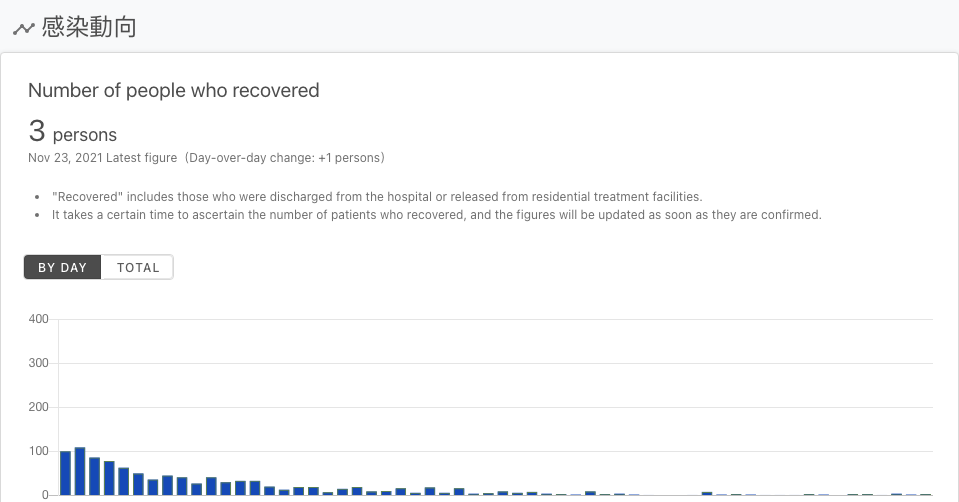 感染動向
Number of people who recovered
3 persons
Nov 23, 2021 Latest figure (Day-over-day change: +1 persons)
• "Recovered" includes those who were discharged from the hospital or released from residential treatment facilities.
• It takes a certain time to ascertain the number of patients who recovered, and the figures will be updated as soon as they are confirmed.
BY DAY TOTAL
400
300
200
100
0